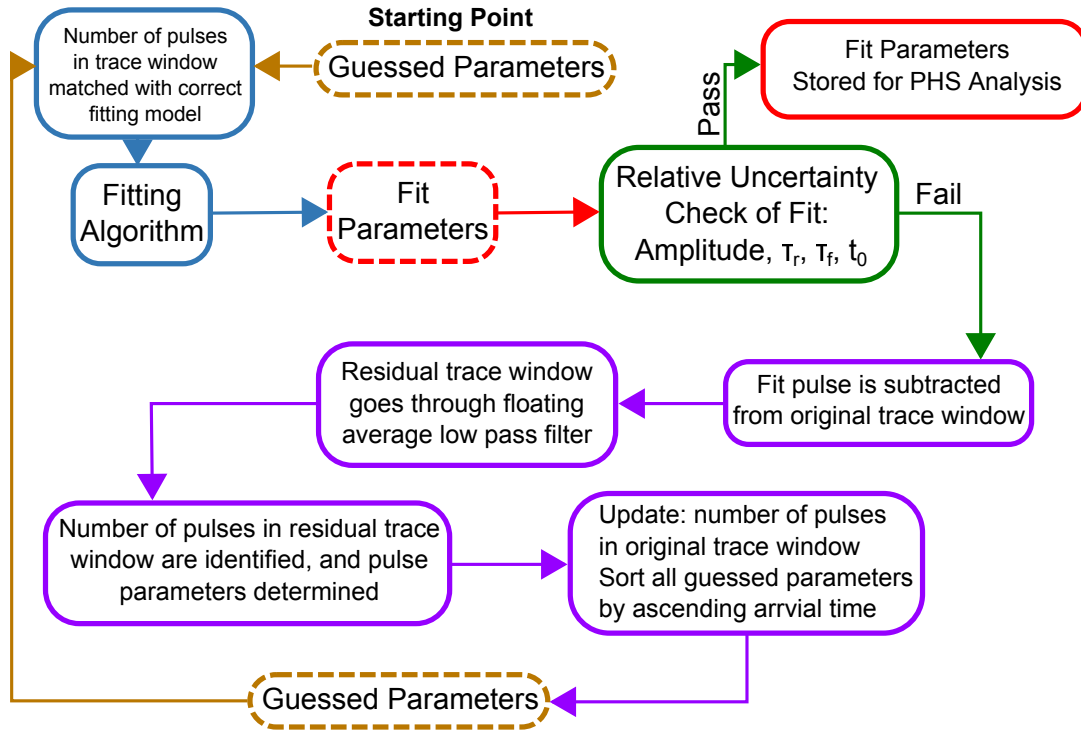 Starting Point
Number of pulses
in trace window
matched with correct
fitting model
Guessed Parameters
Fit Parameters
Stored for PHS Analysis
Pass
Fitting
Algorithm
Fit
Parameters
Relative Uncertainty
Check of Fit:
Amplitude, τr, τf, t0
Fail
Residual trace window
goes through floating
average low pass filter
Fit pulse is subtracted
from original trace window
Number of pulses in residual trace
window are identified, and pulse
parameters determined
Update: number of pulses
in original trace window
Sort all guessed parameters
by ascending arrvial time
Guessed Parameters